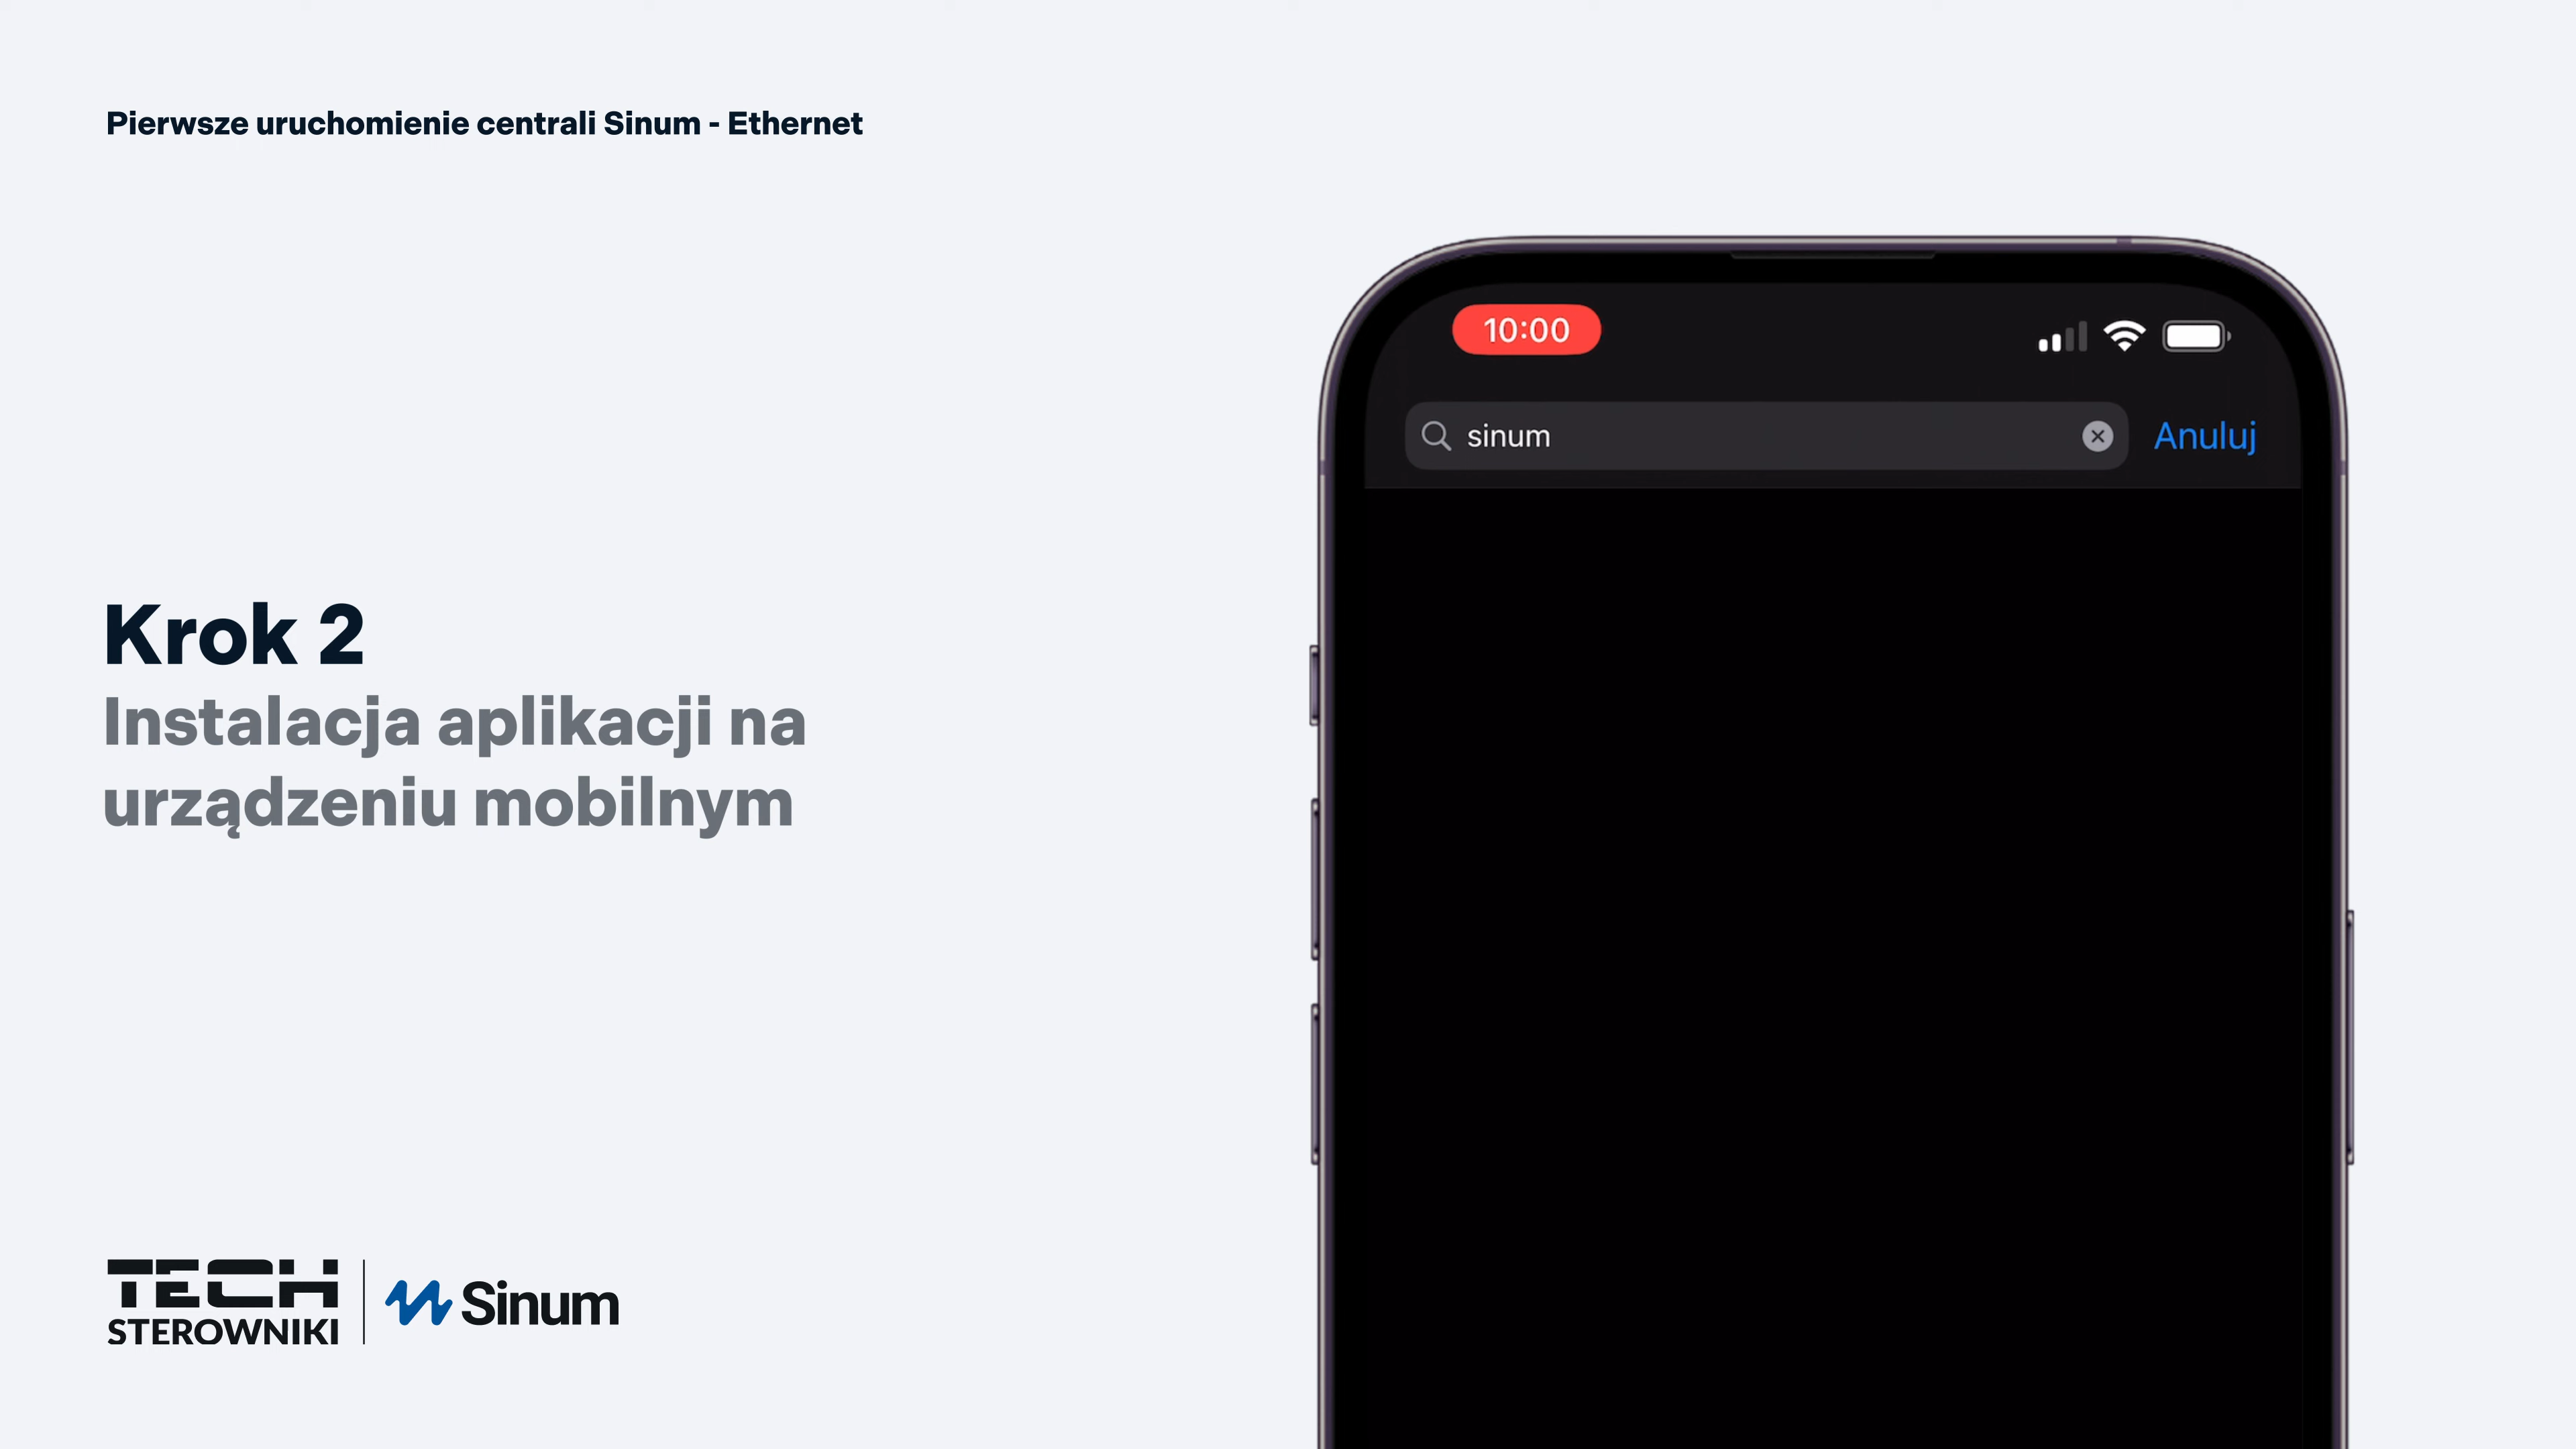 Pierwsze uruchomienie centrali Sinum - Ethernet
10:00
sinum
Anuluj
Krok 2
Instalacja aplikacji na
urządzeniu mobilnym
TECH
STEROWNIKI
Sinum